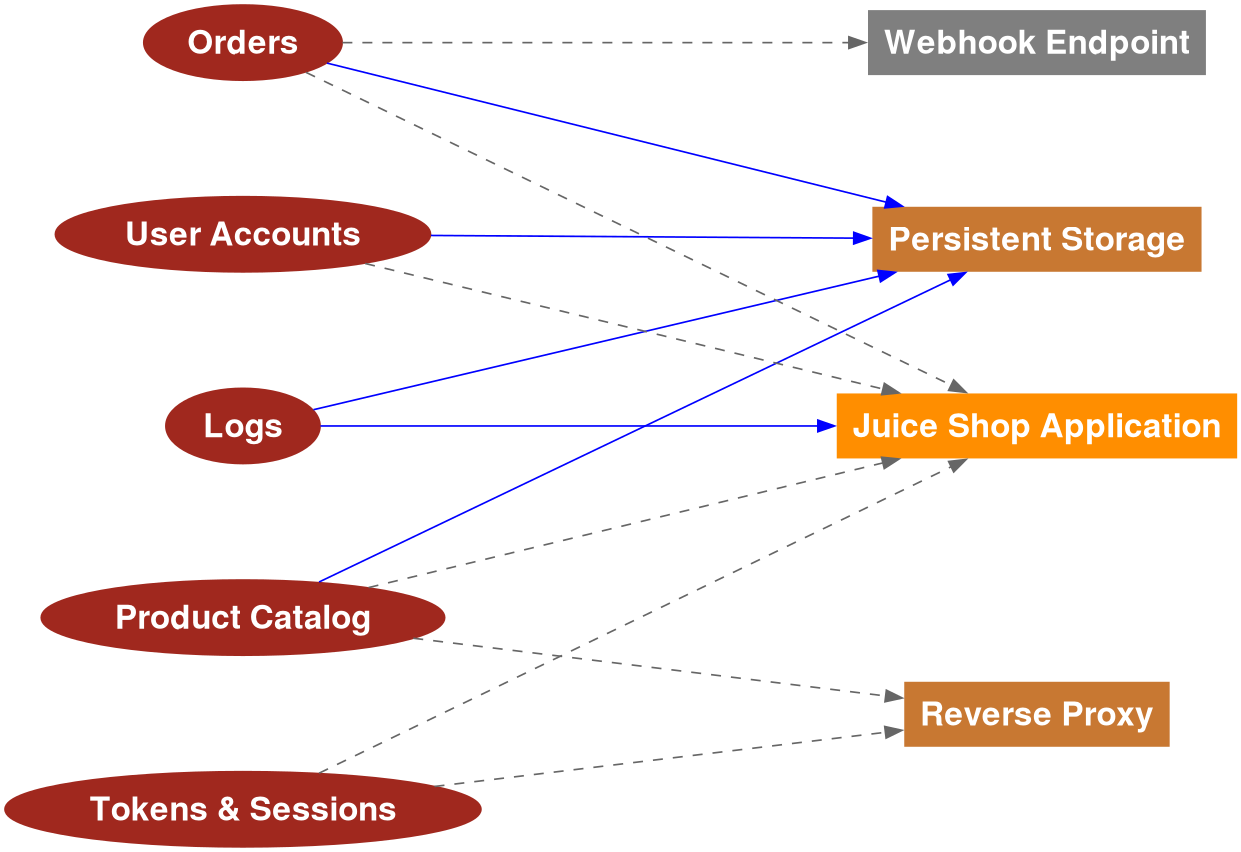 Orders
Webhook Endpoint
User Accounts
Persistent Storage
Logs
Juice Shop Application
Product Catalog
Reverse Proxy
Tokens & Sessions